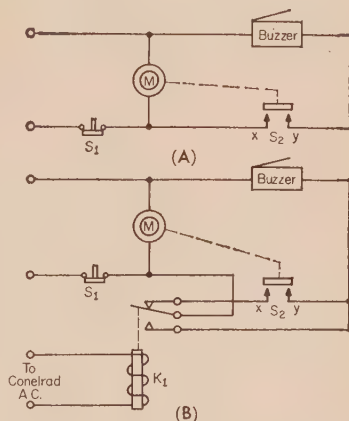 Buzzer
M
S1
x S2 y
(A)
Buzzer
M
S1
x S2 y
To
Conelrad
A.C.
K1
(B)